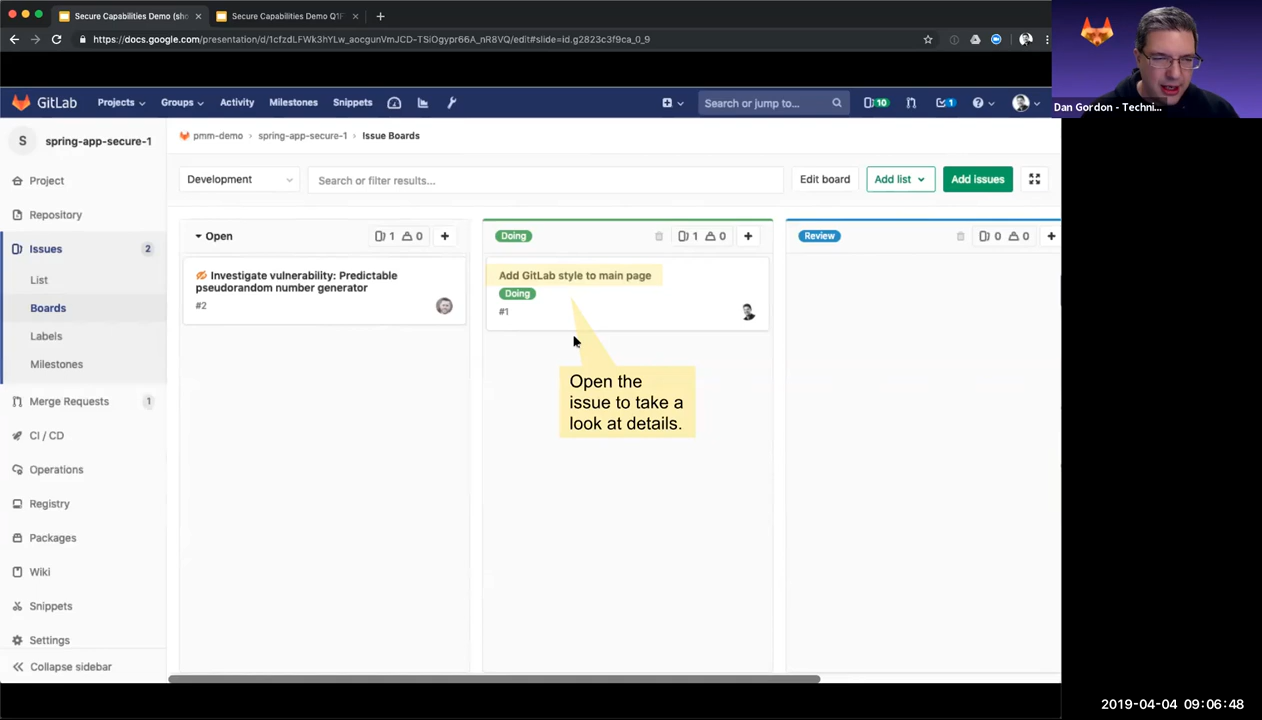 Secure Capabilities Demo (sho
Secure Capabilities Demo Q1F
https://docs.google.com/presentation/d/1cfzdLFWk3hYLw_aocgunVmJCD-TSiOgypr66A_nR8VQ/edit#slide=id.g2823c3f9ca_0_9
Dan Gordon - Techni...
GitLab
Projects
Groups
Activity
Milestones
Snippets
Search or jump to...
10
1
S
spring-app-secure-1
pmm-demo › spring-app-secure-1 › Issue Boards
Project
Repository
Issues 2
List
Boards
Labels
Milestones
Merge Requests 1
CI / CD
Operations
Registry
Packages
Wiki
Snippets
Settings
Collapse sidebar
Development
Search or filter results...
Edit board
Add list
Add issues
Open
1 0
Investigate vulnerability: Predictable
pseudorandom number generator
#2
Doing
1 0
Add GitLab style to main page
Doing
#1
Open the
issue to take a
look at details.
Review
0 0
2019-04-04 09:06:48